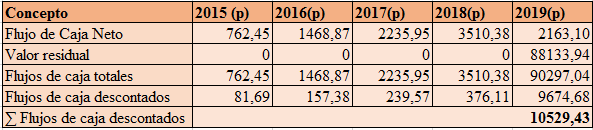 Concepto 2015 (p) 2016(p) 2017(p) 2018(p) 2019(p)
Flujo de Caja Neto 762,45 1468,87 2235,95 3510,38 2163,10
Valor residual 0 0 0 0 88133,94
Flujos de caja totales 762,45 1468,87 2235,95 3510,38 90297,04
Flujos de caja descontados 81,69 157,38 239,57 376,11 9674,68
∑ Flujos de caja descontados 10529,43